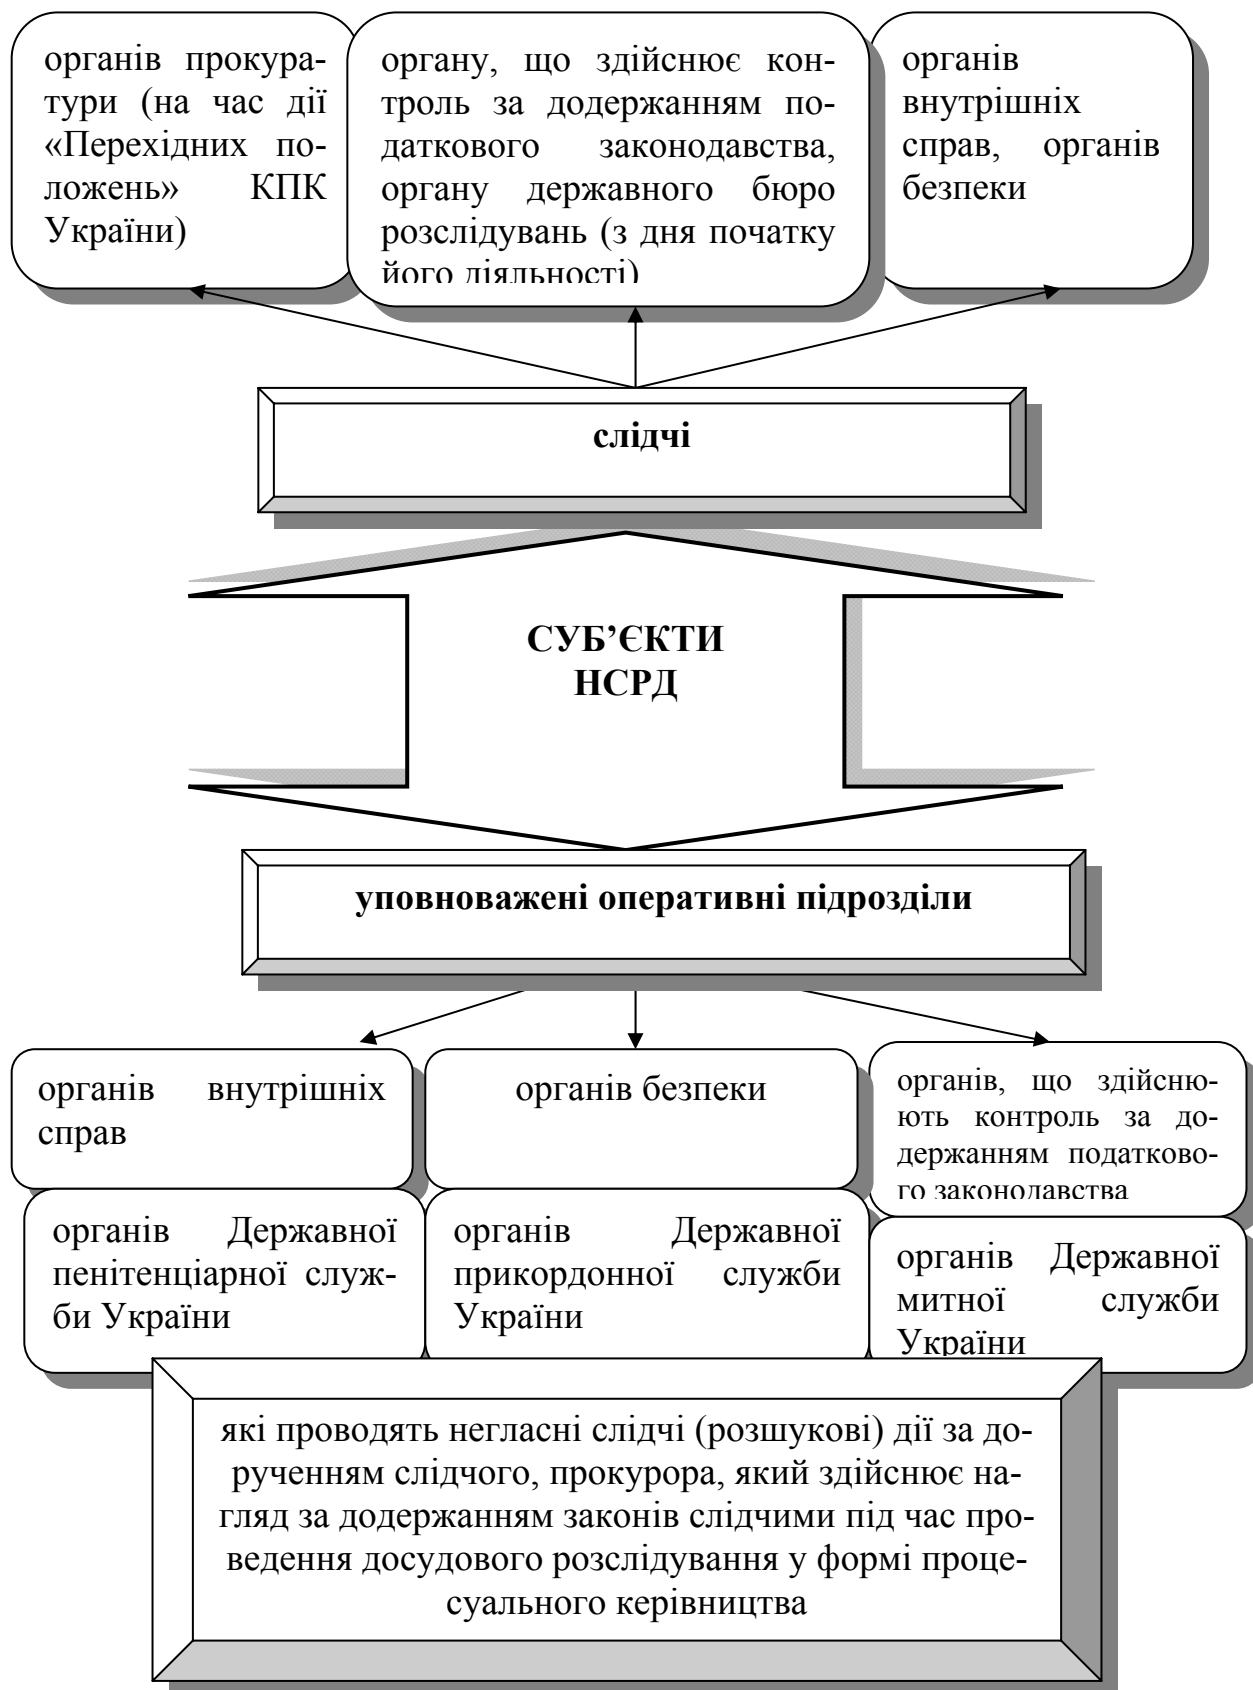 органів прокура-
тури (на час дії
«Перехідних по-
ложень» КПК
України)
органу, що здійснює кон-
троль за додержанням по-
даткового законодавства,
органу державного бюро
розслідувань (з дня початку
його діяльності)
органів
внутрішніх
справ, органів
безпеки
слідчі
СУБ’ЄКТИ
НСРД
уповноважені оперативні підрозділи
органів внутрішніх
справ
органів безпеки
органів, що здійсню-
ють контроль за до-
держанням податково-
го законодавства
органів Державної
пенітенціарної служ-
би України
органів Державної
прикордонної служби
України
органів Державної
митної служби
України
які проводять негласні слідчі (розшукові) дії за до-
рученням слідчого, прокурора, який здійснює на-
гляд за додержанням законів слідчими під час про-
ведення досудового розслідування у формі проце-
суального керівництва